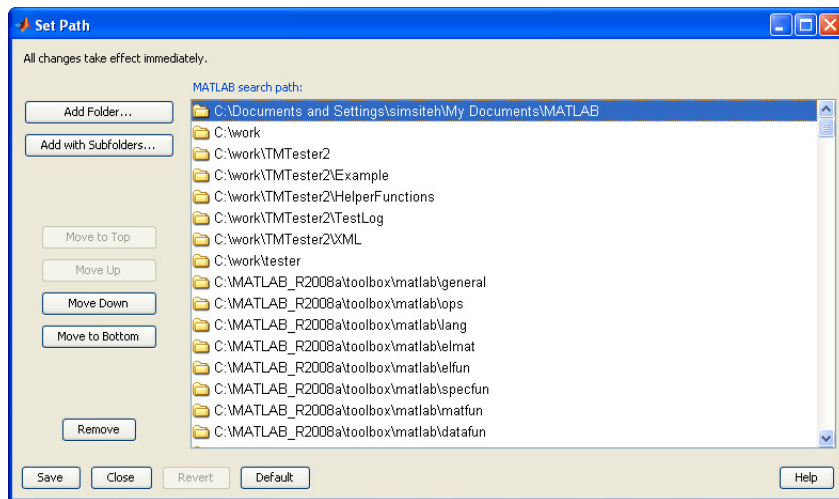 Set Path
All changes take effect immediately.
MATLAB search path:
Add Folder...
Add with Subfolders...
Move to Top
Move Up
Move Down
Move to Bottom
Remove
C:\Documents and Settings\simsiteh\My Documents\MATLAB
C:\work
C:\work\TMTester2
C:\work\TMTester2\Example
C:\work\TMTester2\HelperFunctions
C:\work\TMTester2\TestLog
C:\work\TMTester2\XML
C:\work\tester
C:\MATLAB_R2008a\toolbox\matlab\general
C:\MATLAB_R2008a\toolbox\matlab\ops
C:\MATLAB_R2008a\toolbox\matlab\lang
C:\MATLAB_R2008a\toolbox\matlab\elmat
C:\MATLAB_R2008a\toolbox\matlab\elfun
C:\MATLAB_R2008a\toolbox\matlab\specfun
C:\MATLAB_R2008a\toolbox\matlab\matfun
C:\MATLAB_R2008a\toolbox\matlab\datafun
Save
Close
Revert
Default
Help